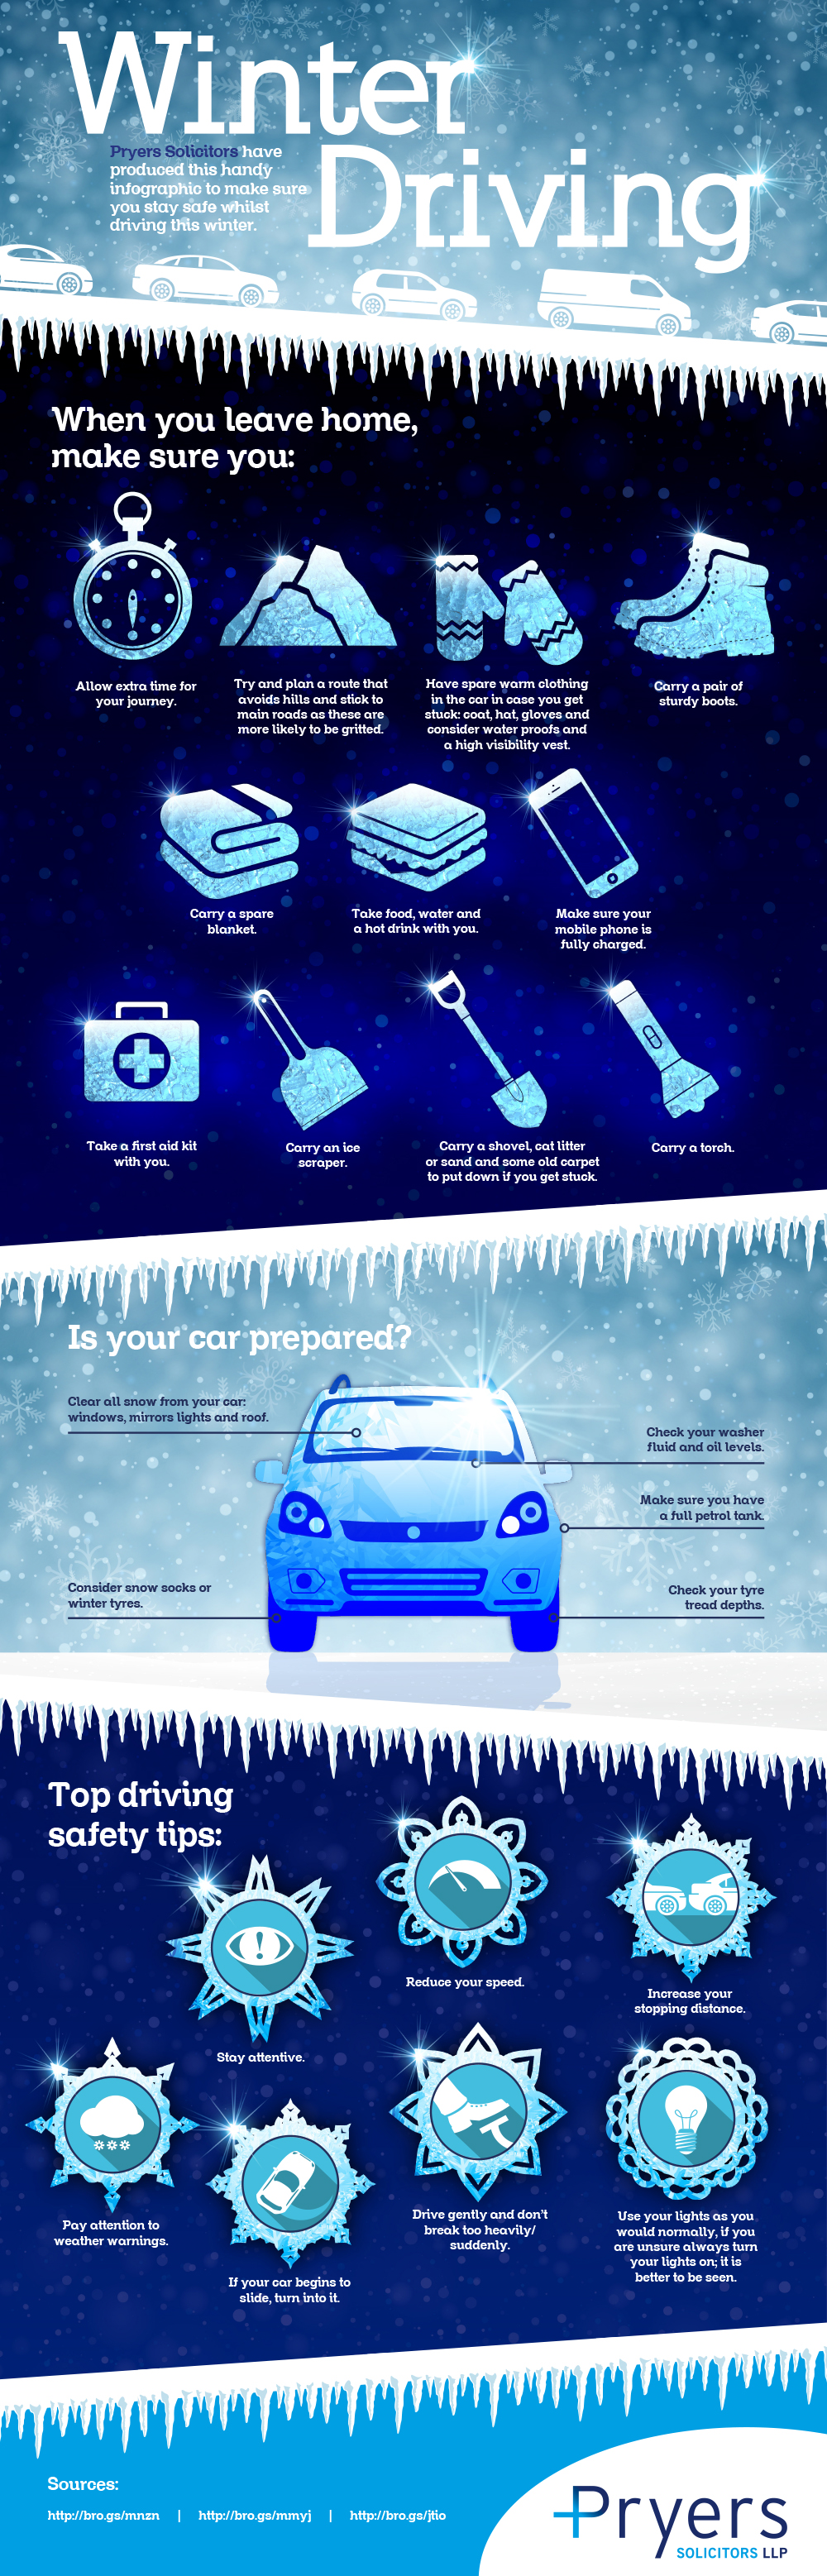 Winter
Driving
Pryers Solicitors have
produced this handy
infographic to make sure
you stay safe whilst
driving this winter.
When you leave home,
make sure you:
Allow extra time for
your journey.
Try and plan a route that
avoids hills and stick to
main roads as these are
more likely to be gritted.
Have spare warm clothing
in the car in case you get
stuck: coat, hat, gloves and
consider water proofs and
a high visibility vest.
Carry a pair of
sturdy boots.
Carry a spare
blanket.
Take food, water and
a hot drink with you.
Make sure your
mobile phone is
fully charged.
Take a first aid kit
with you.
Carry an ice
scraper.
Carry a shovel, cat litter
or sand and some old carpet
to put down if you get stuck.
Carry a torch.
Is your car prepared?
Clear all snow from your car:
windows, mirrors lights and roof.
Check your washer
fluid and oil levels.
Make sure you have
a full petrol tank.
Consider snow socks or
winter tyres.
Check your tyre
tread depths.
Top driving
safety tips:
Reduce your speed.
Increase your
stopping distance.
Stay attentive.
Pay attention to
weather warnings.
If your car begins to
slide, turn into it.
Drive gently and don't
break too heavily/
suddenly.
Use your lights as you
would normally, if you
are unsure always turn
your lights on; it is
better to be seen.
Sources:
http://bro.gs/mnzn | http://bro.gs/mmyj | http://bro.gs/jtio
Pryers
SOLICITORS LLP